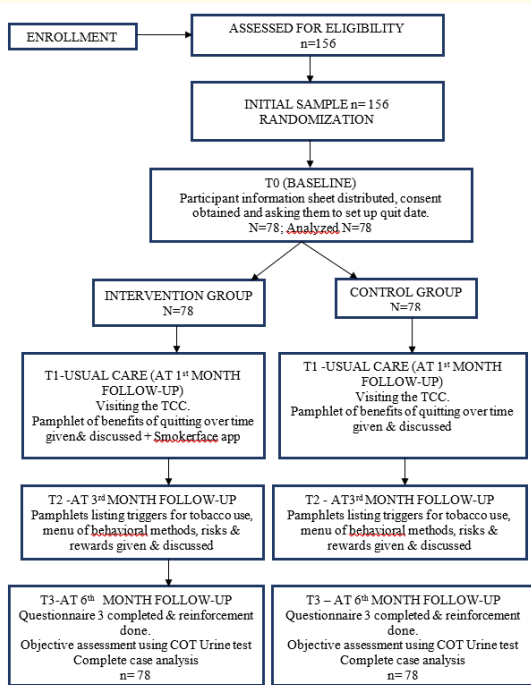 ENROLLMENT
ASSESSED FOR ELIGIBILITY
n=156
INITIAL SAMPLE n= 156
RANDOMIZATION
T0 (BASELINE)
Participant information sheet distributed, consent
obtained and asking them to set up quit date.
N=78; Analyzed N=78
INTERVENTION GROUP
N=78
CONTROL GROUP
N=78
T1-USUAL CARE (AT 1st MONTH
FOLLOW-UP)
Visiting the TCC.
Pamphlet of benefits of quitting over time
given& discussed + Smokerface app
T1 -USUAL CARE (AT 1st MONTH
FOLLOW-UP)
Visiting the TCC.
Pamphlet of benefits of quitting over time
given & discussed
T2 -AT 3rd MONTH FOLLOW-UP
Pamphlets listing triggers for tobacco use,
menu of behavioral methods, risks &
rewards given & discussed
T2 - AT3rd MONTH FOLLOW-UP
Pamphlets listing triggers for tobacco use,
menu of behavioral methods, risks &
rewards given & discussed
T3-AT 6th MONTH FOLLOW-UP
Questionnaire 3 completed & reinforcement
done.
Objective assessment using COT Urine test
Complete case analysis
n= 78
T3 – AT 6th MONTH FOLLOW-UP
Questionnaire 3 completed & reinforcement
done.
Objective assessment using COT Urine test
Complete case analysis
n= 78